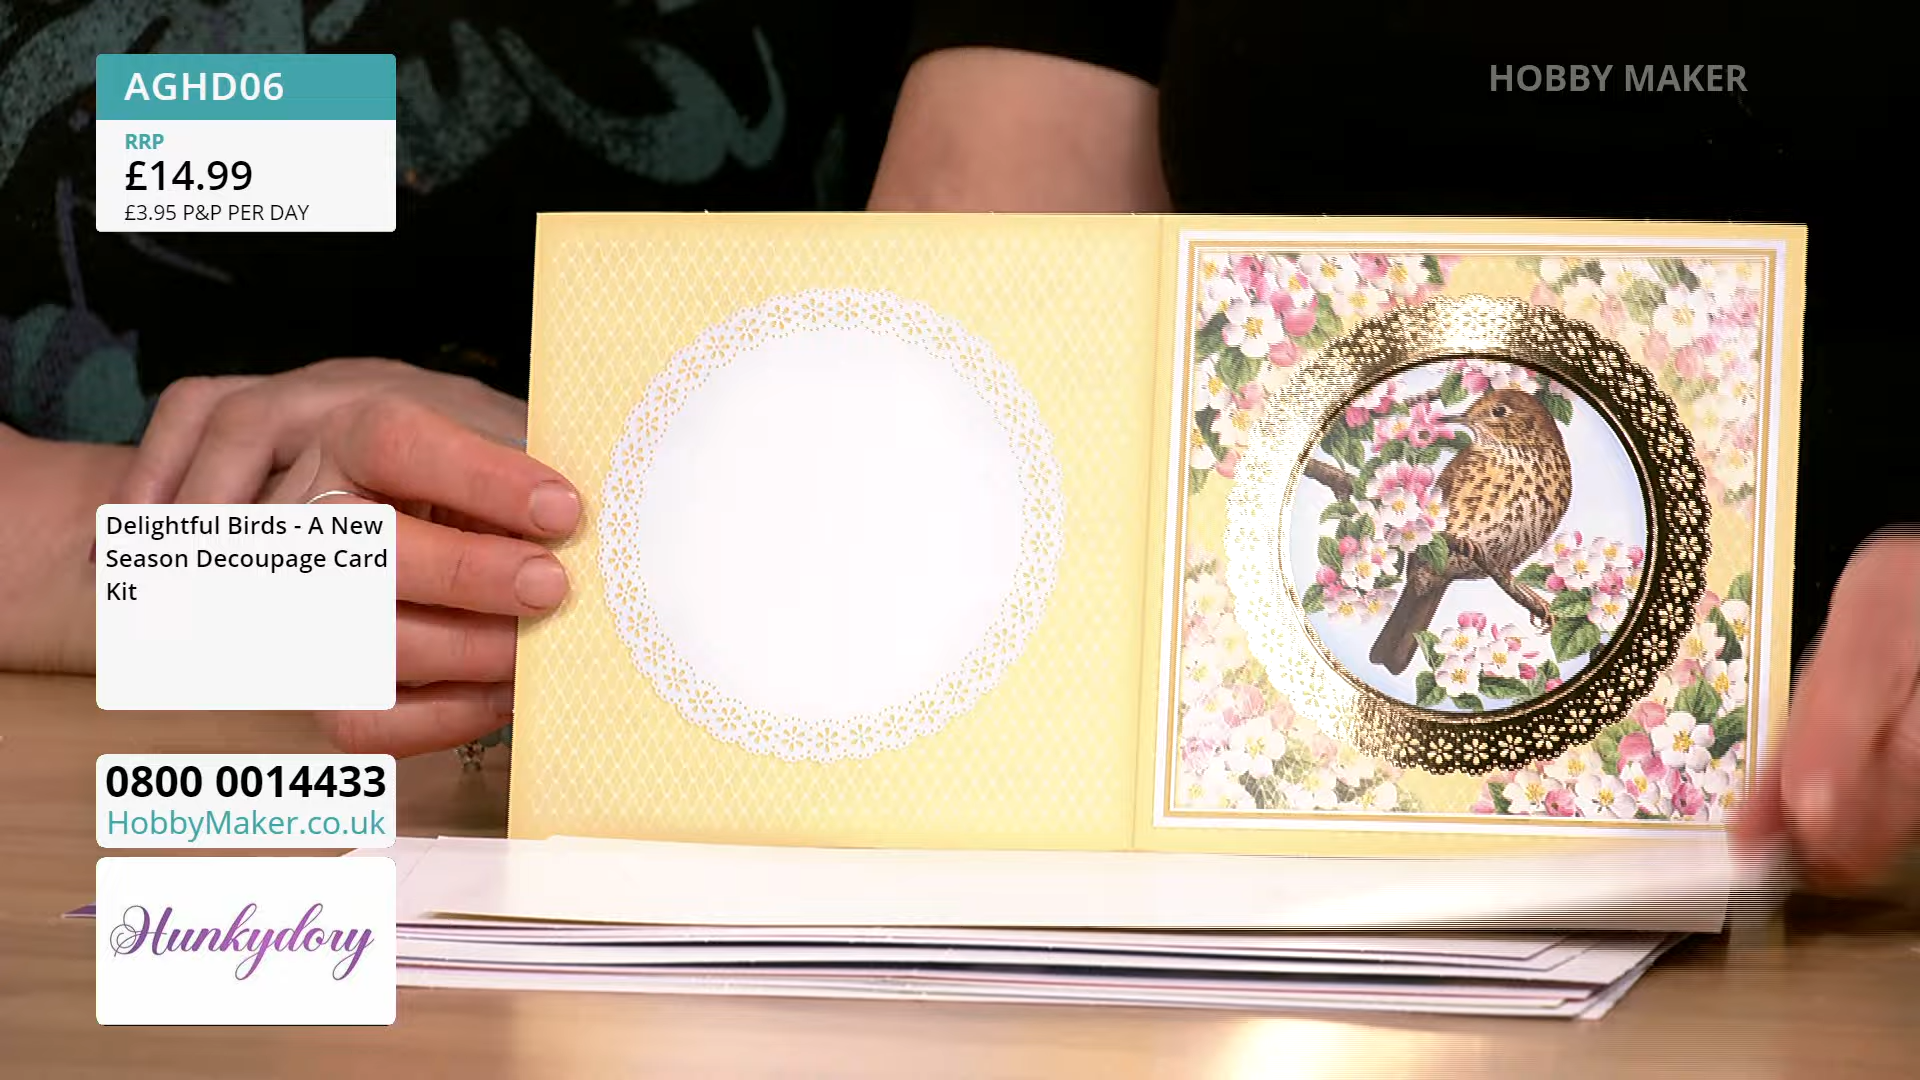 AGHD06
RRP
£14.99
£3.95 P&P PER DAY
HOBBY MAKER
Delightful Birds - A New
Season Decoupage Card
Kit
0800 0014433
HobbyMaker.co.uk
Hunkydory